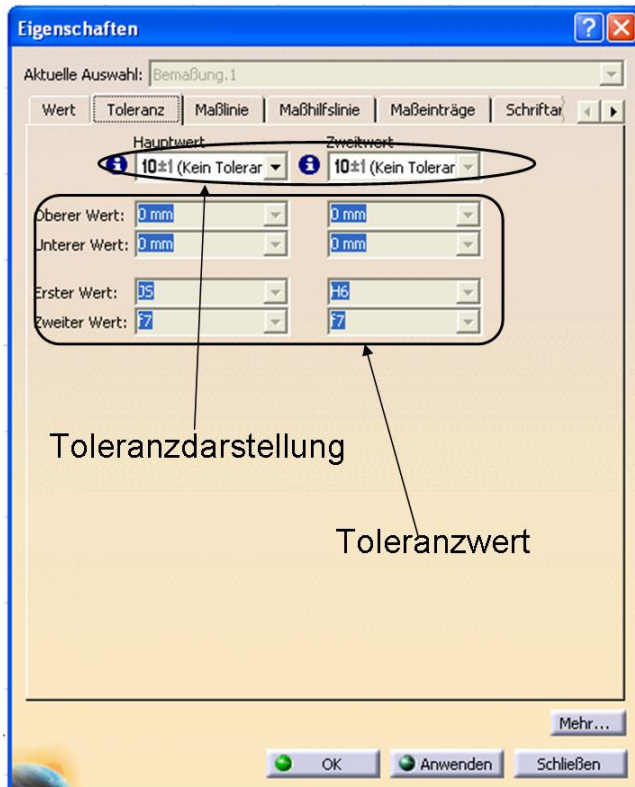 Eigenschaften
Aktuelle Auswahl: Bemaßung.1
Wert Toleranz Maßlinie Maßhilfslinie Maßeinträge Schriftar
Hauptwert Zweitwert
10±1 (Kein Tolerar 10±1 (Kein Tolerar
Oberer Wert: 0 mm 0 mm
Unterer Wert: 0 mm 0 mm
Erster Wert: JS H6
Zweiter Wert: f7 f7
Toleranzdarstellung
Toleranzwert
Mehr...
OK Anwenden Schließen